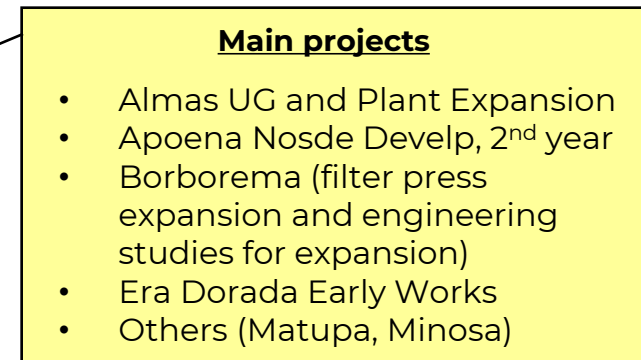 Main projects
• Almas UG and Plant Expansion
• Apoena Nosde Develp, 2nd year
• Borborema (filter press
expansion and engineering
studies for expansion)
• Era Dorada Early Works
• Others (Matupa, Minosa)